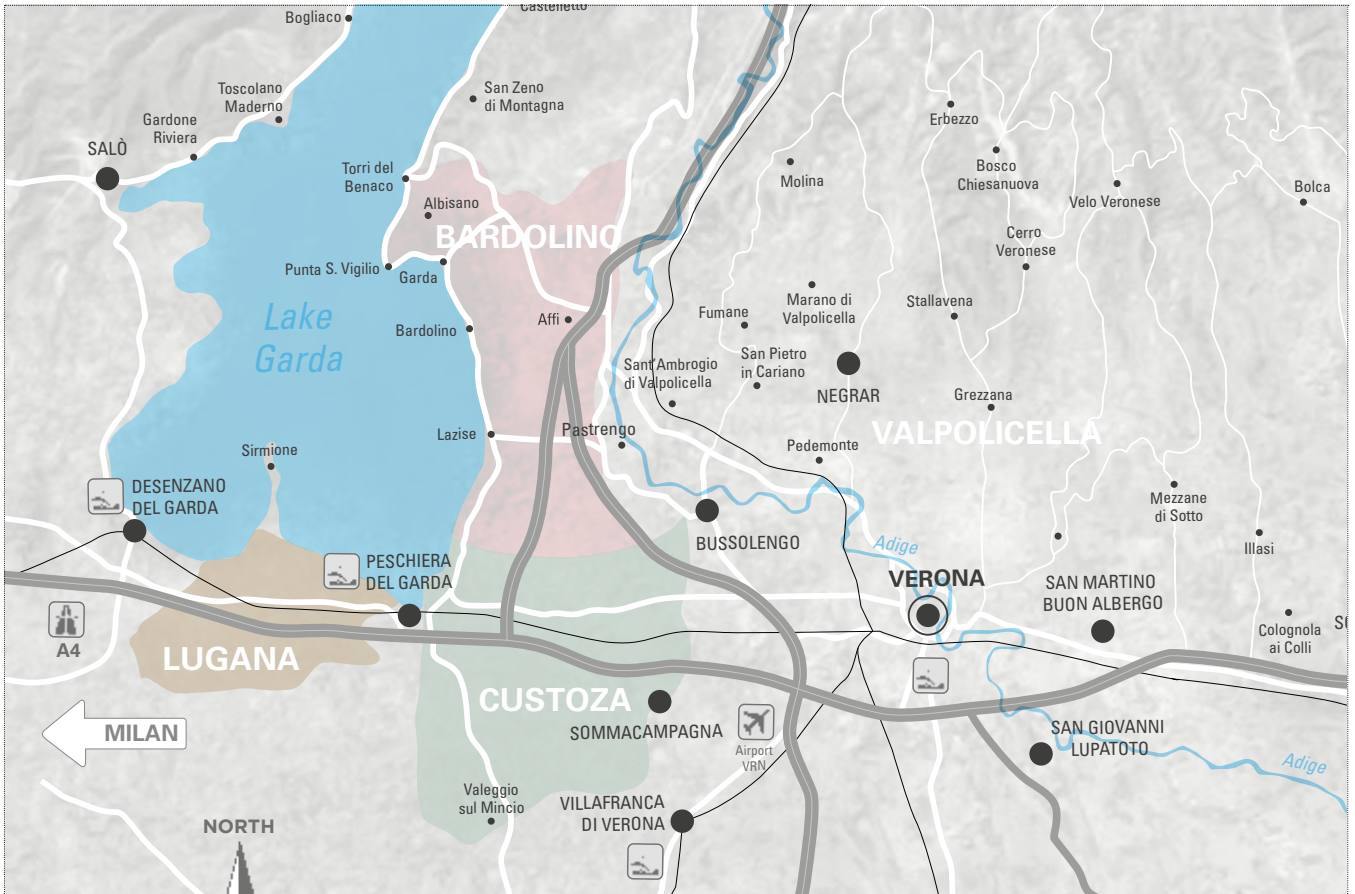 Castelletto
Bogliaco
San Zeno
di Montagna
Toscolano
Maderno
Gardone
Riviera
SALÒ
Erbezzo
Bosco
Chiesanuova
Molina
Velo Veronese
Bolca
Torri del
Benaco
Albisano
BARDOLINO
Cerro
Veronese
Punta S. Vigilio
Garda
Marano di
Valpolicella
Stallavena
Fumane
Lake
Garda
Bardolino
Affi
Sant'Ambrogio
di Valpolicella
San Pietro
in Cariano
NEGRAR
Grezzana
VALPOLICELLA
Lazise
Pastrengo
Pedemonte
Sirmione
DESENZANO
DEL GARDA
Mezzane
di Sotto
BUSSOLENGO
Adige
Illasi
PESCHIERA
DEL GARDA
VERONA
SAN MARTINO
BUON ALBERGO
A4
Colognola
ai Colli
LUGANA
CUSTOZA
SOMMACAMPAGNA
MILAN
Airport
VRN
SAN GIOVANNI
LUPATOTO
Adige
Valeggio
sul Mincio
VILLAFRANCA
DI VERONA
NORTH